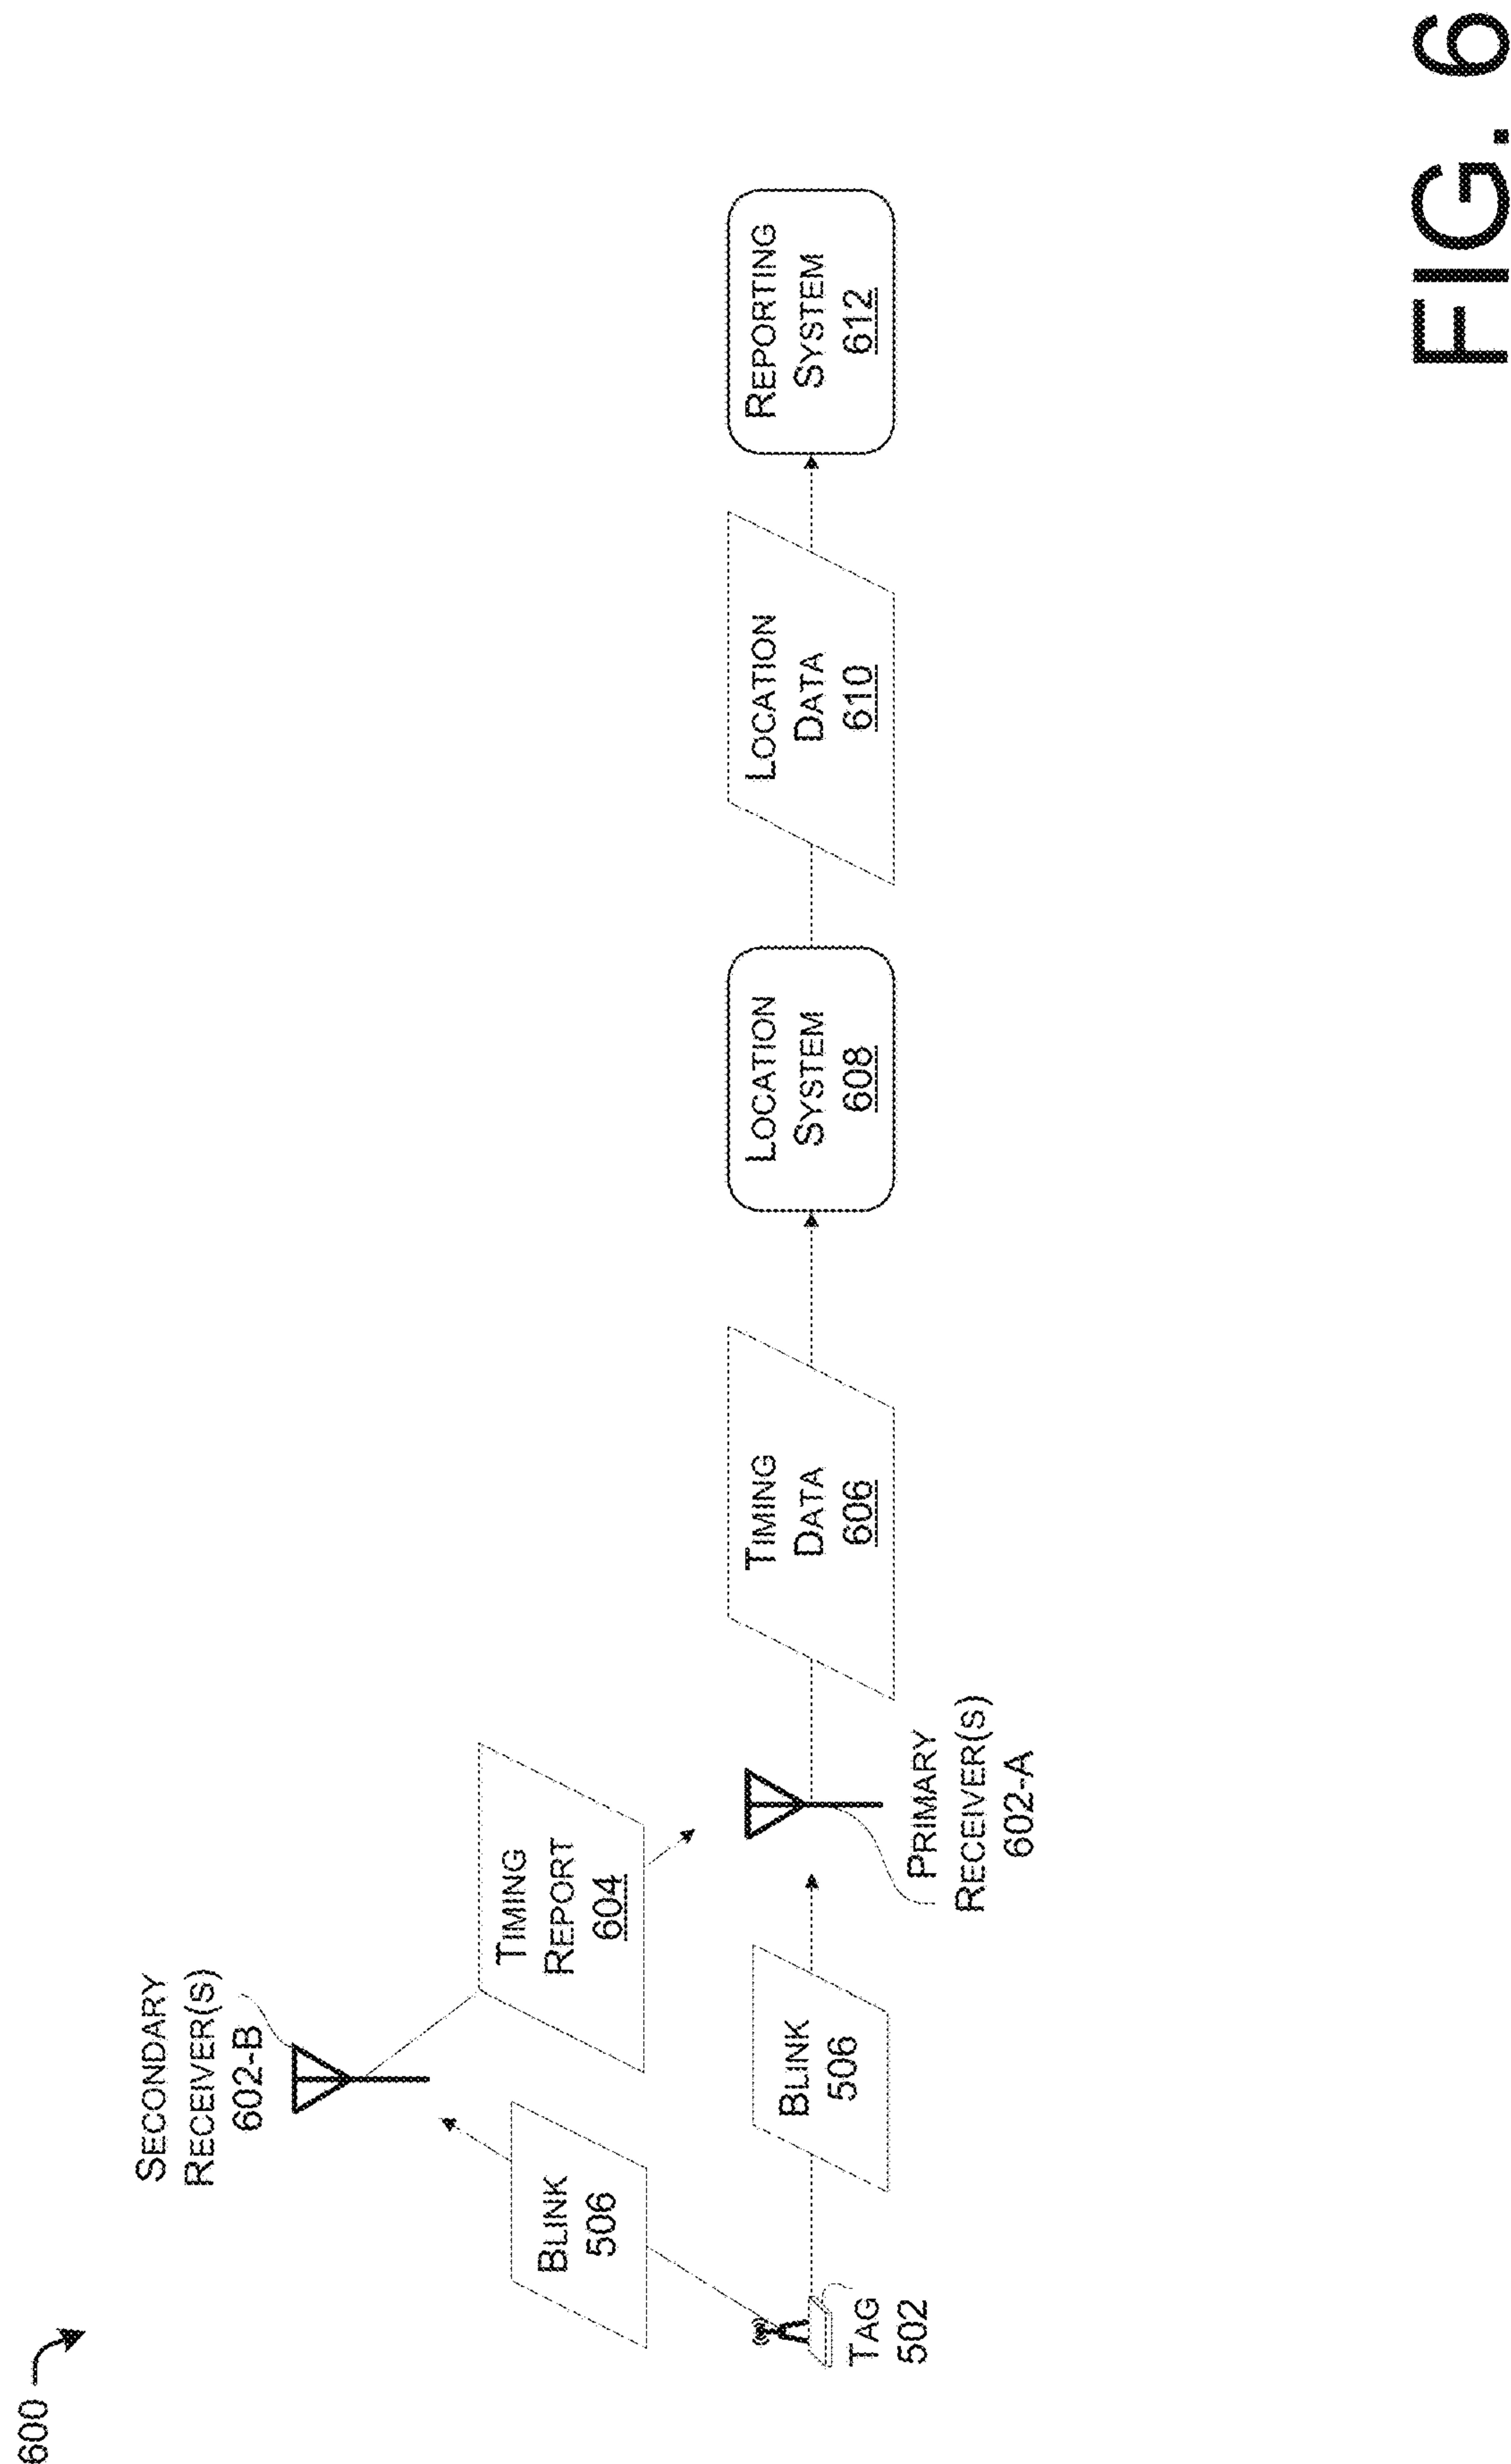 600
SECONDARY
RECEIVER(S)
602-B
BLINK
506
TIMING
REPORT
604
TAG
502
BLINK
506
PRIMARY
RECEIVER(S)
602-A
TIMING
DATA
606
LOCATION
SYSTEM
608
LOCATION
DATA
610
REPORTING
SYSTEM
612
FIG. 6